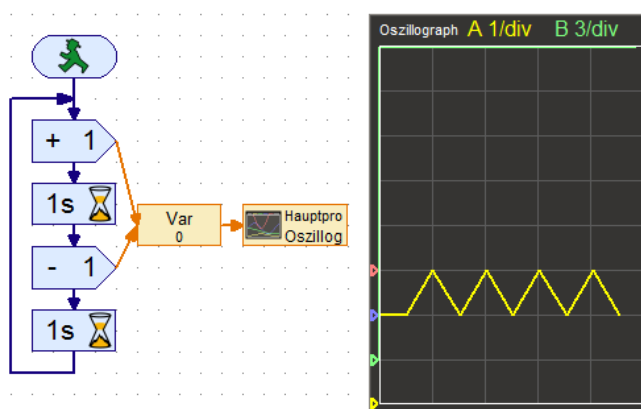 + 1
1s
- 1
1s
Var
0
Hauptpro
Oszillog
Oszillograph A 1/div B 3/div